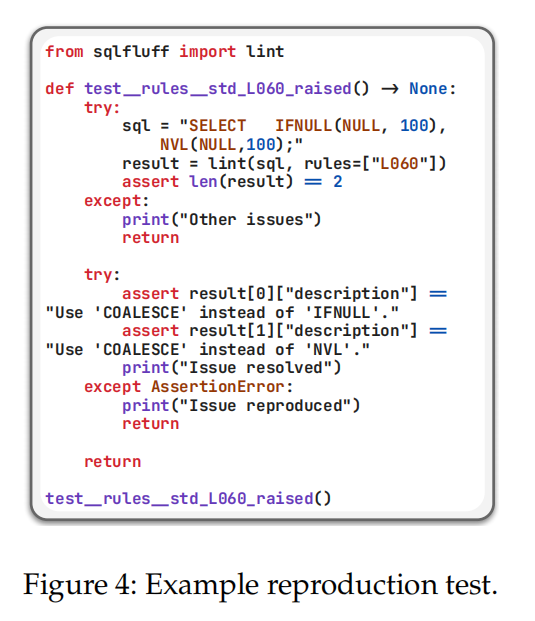 from sqlfluff import lint

def test__rules__std_L060_raised() → None:
    try:
        sql = "SELECT   IFNULL(NULL, 100),
            NVL(NULL,100);"
        result = lint(sql, rules=["L060"])
        assert len(result) == 2
    except:
        print("Other issues")
        return

    try:
        assert result[0]["description"] ==
"Use 'COALESCE' instead of 'IFNULL'."
        assert result[1]["description"] ==
"Use 'COALESCE' instead of 'NVL'."
        print("Issue resolved")
    except AssertionError:
        print("Issue reproduced")
        return

    return

test__rules__std_L060_raised()

Figure 4: Example reproduction test.